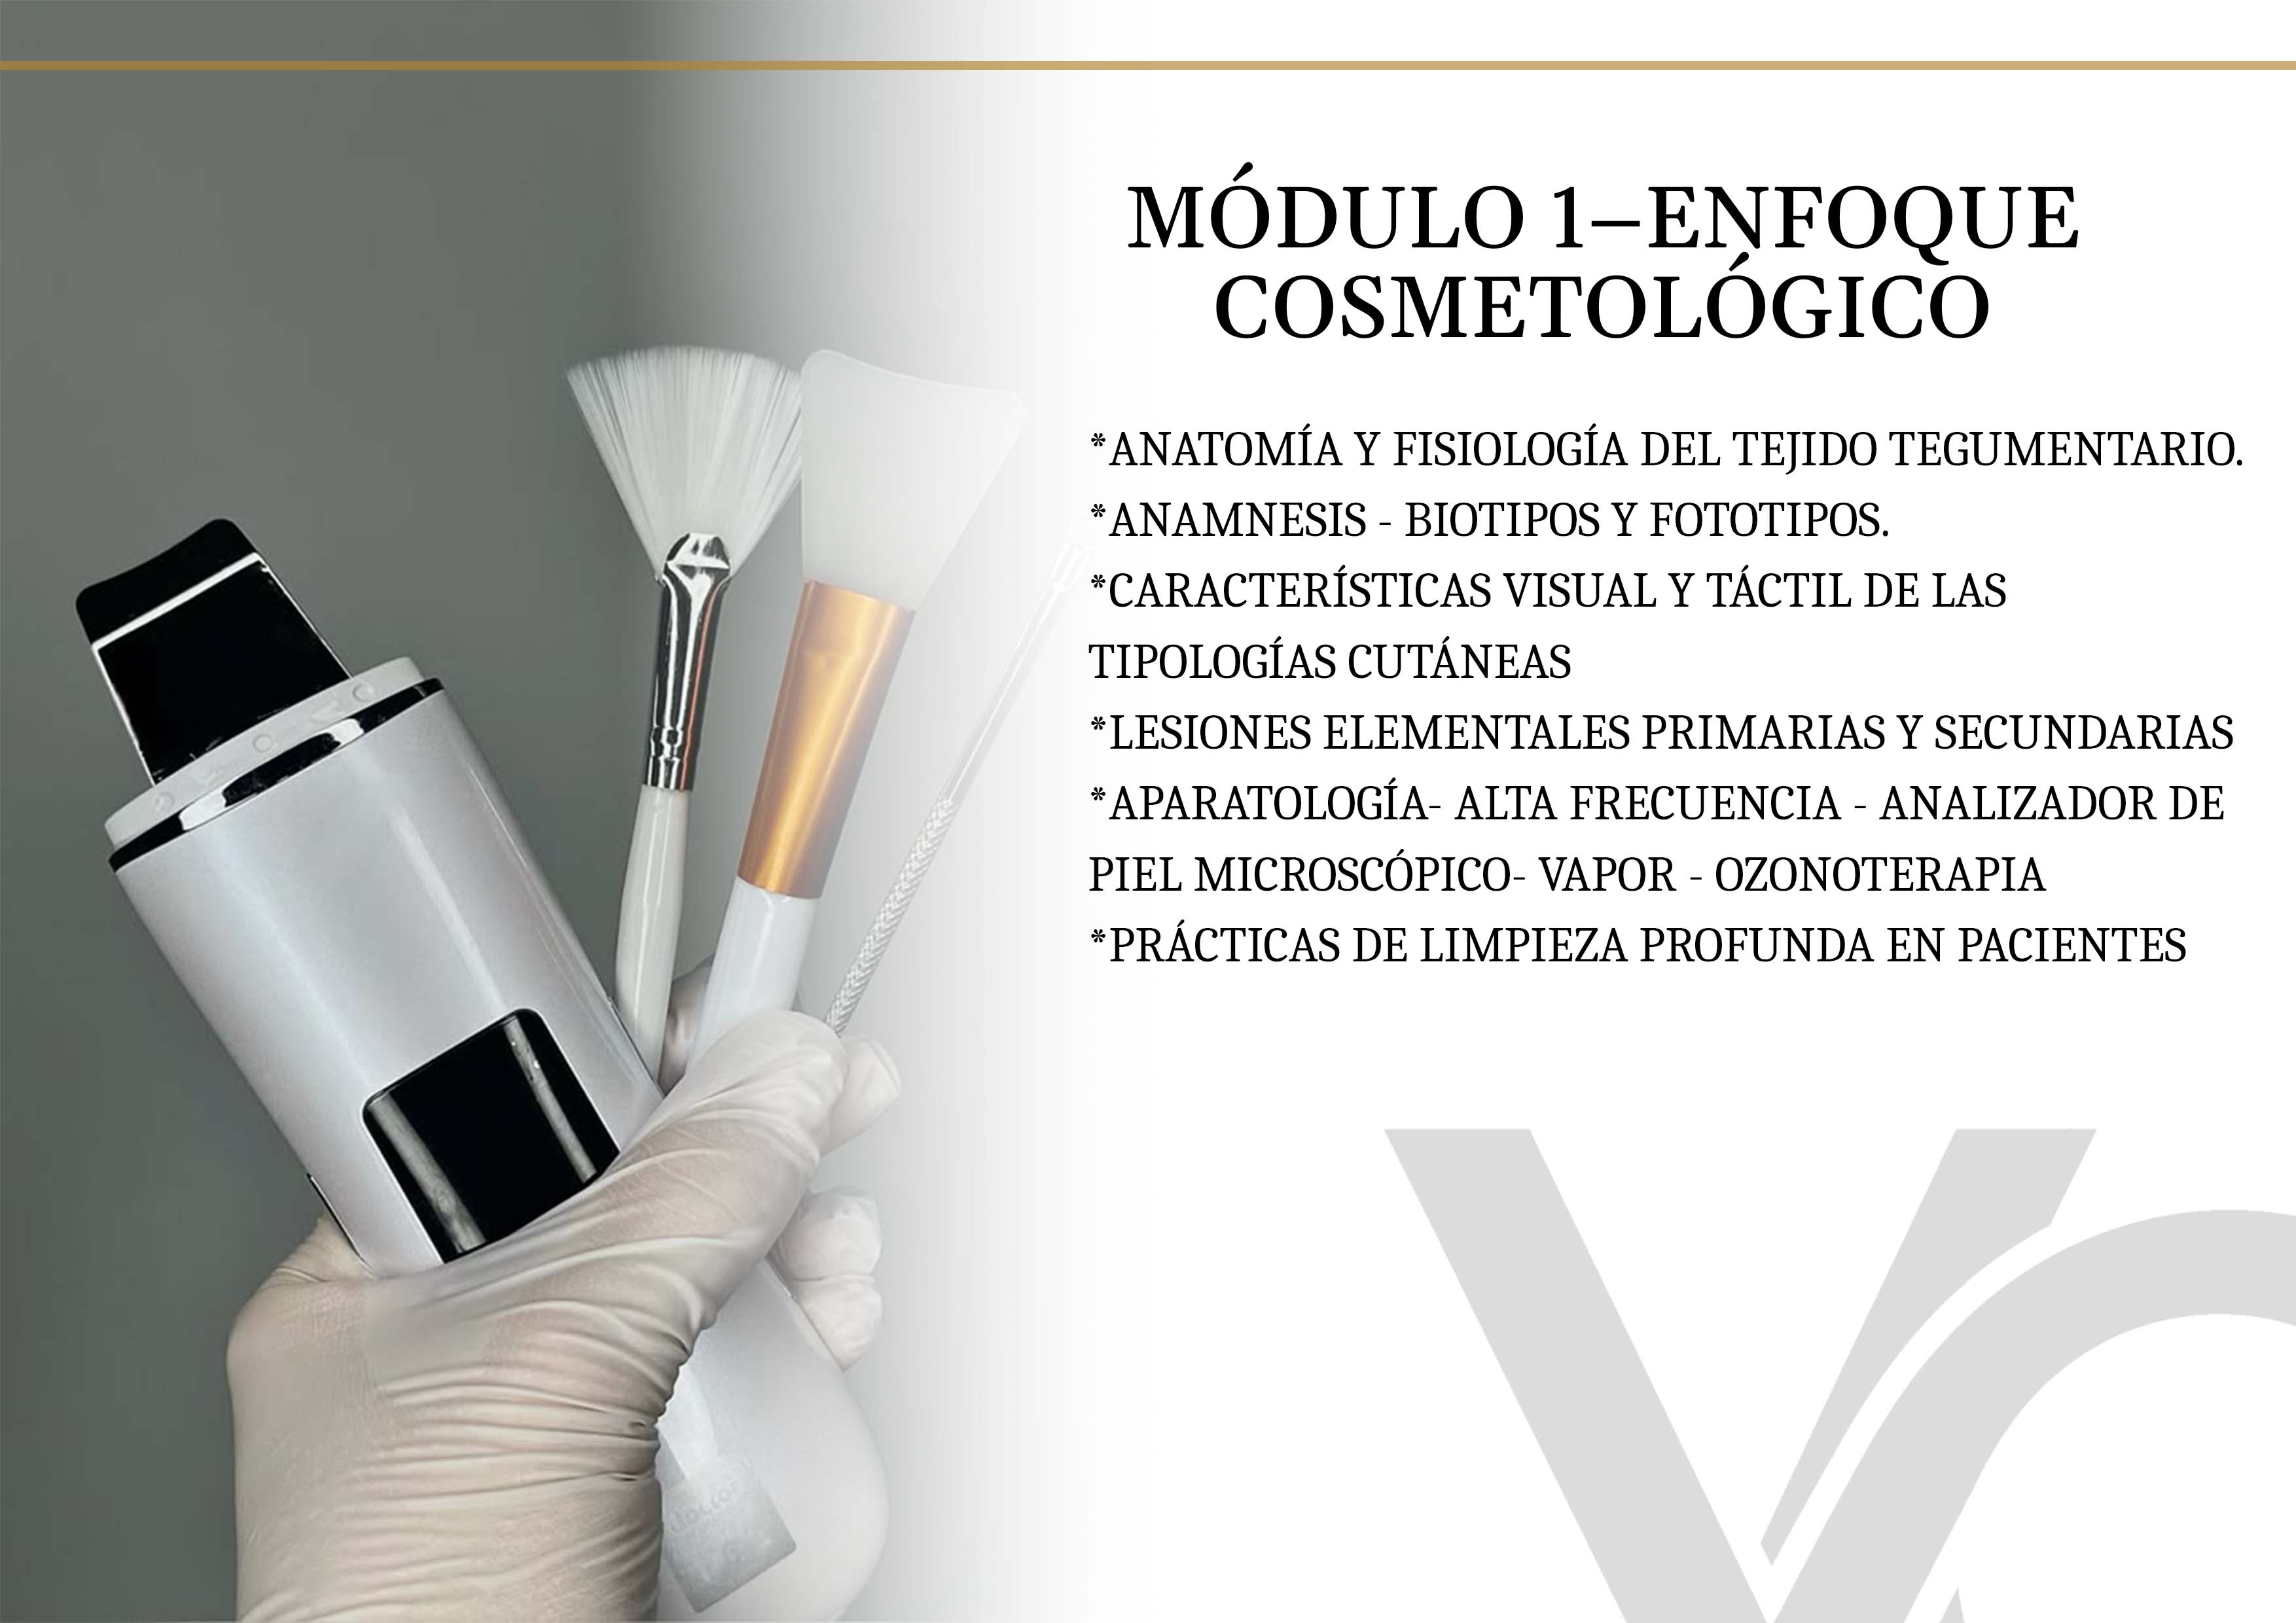 MÓDULO 1–ENFOQUE
COSMETOLÓGICO
*ANATOMÍA Y FISIOLOGÍA DEL TEJIDO TEGUMENTARIO.
*ANAMNESIS - BIOTIPOS Y FOTOTIPOS.
*CARACTERÍSTICAS VISUAL Y TÁCTIL DE LAS
TIPOLOGÍAS CUTÁNEAS
*LESIONES ELEMENTALES PRIMARIAS Y SECUNDARIAS
*APARATOLOGÍA- ALTA FRECUENCIA - ANALIZADOR DE
PIEL MICROSCÓPICO- VAPOR - OZONOTERAPIA
*PRÁCTICAS DE LIMPIEZA PROFUNDA EN PACIENTES